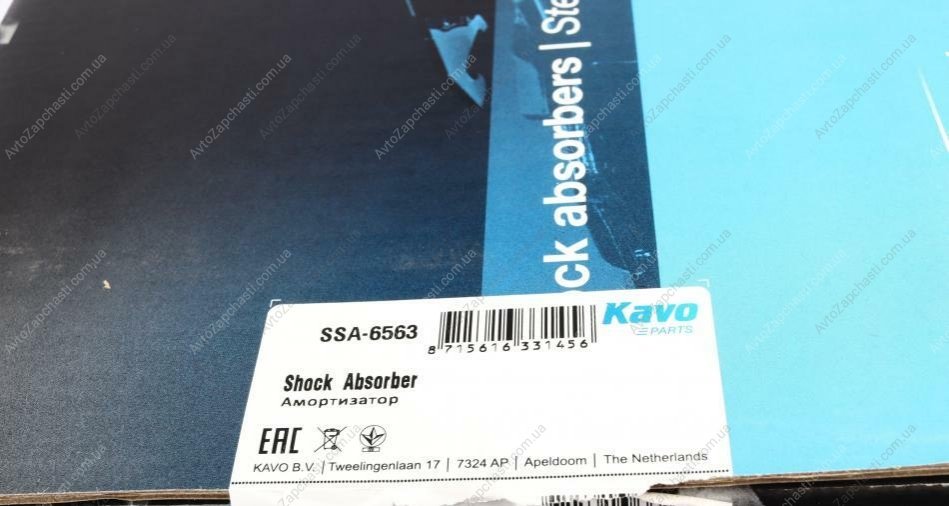 ck absorbers | Ste
Kavo
PARTS
SSA-6563
8 715616 331456
Shock Absorber
Амортизатор
EAC
KAVO B.V. | Tweelingenlaan 17 | 7324 AP | Apeldoorn | The Netherlands
AvtoZapchasti.com.ua